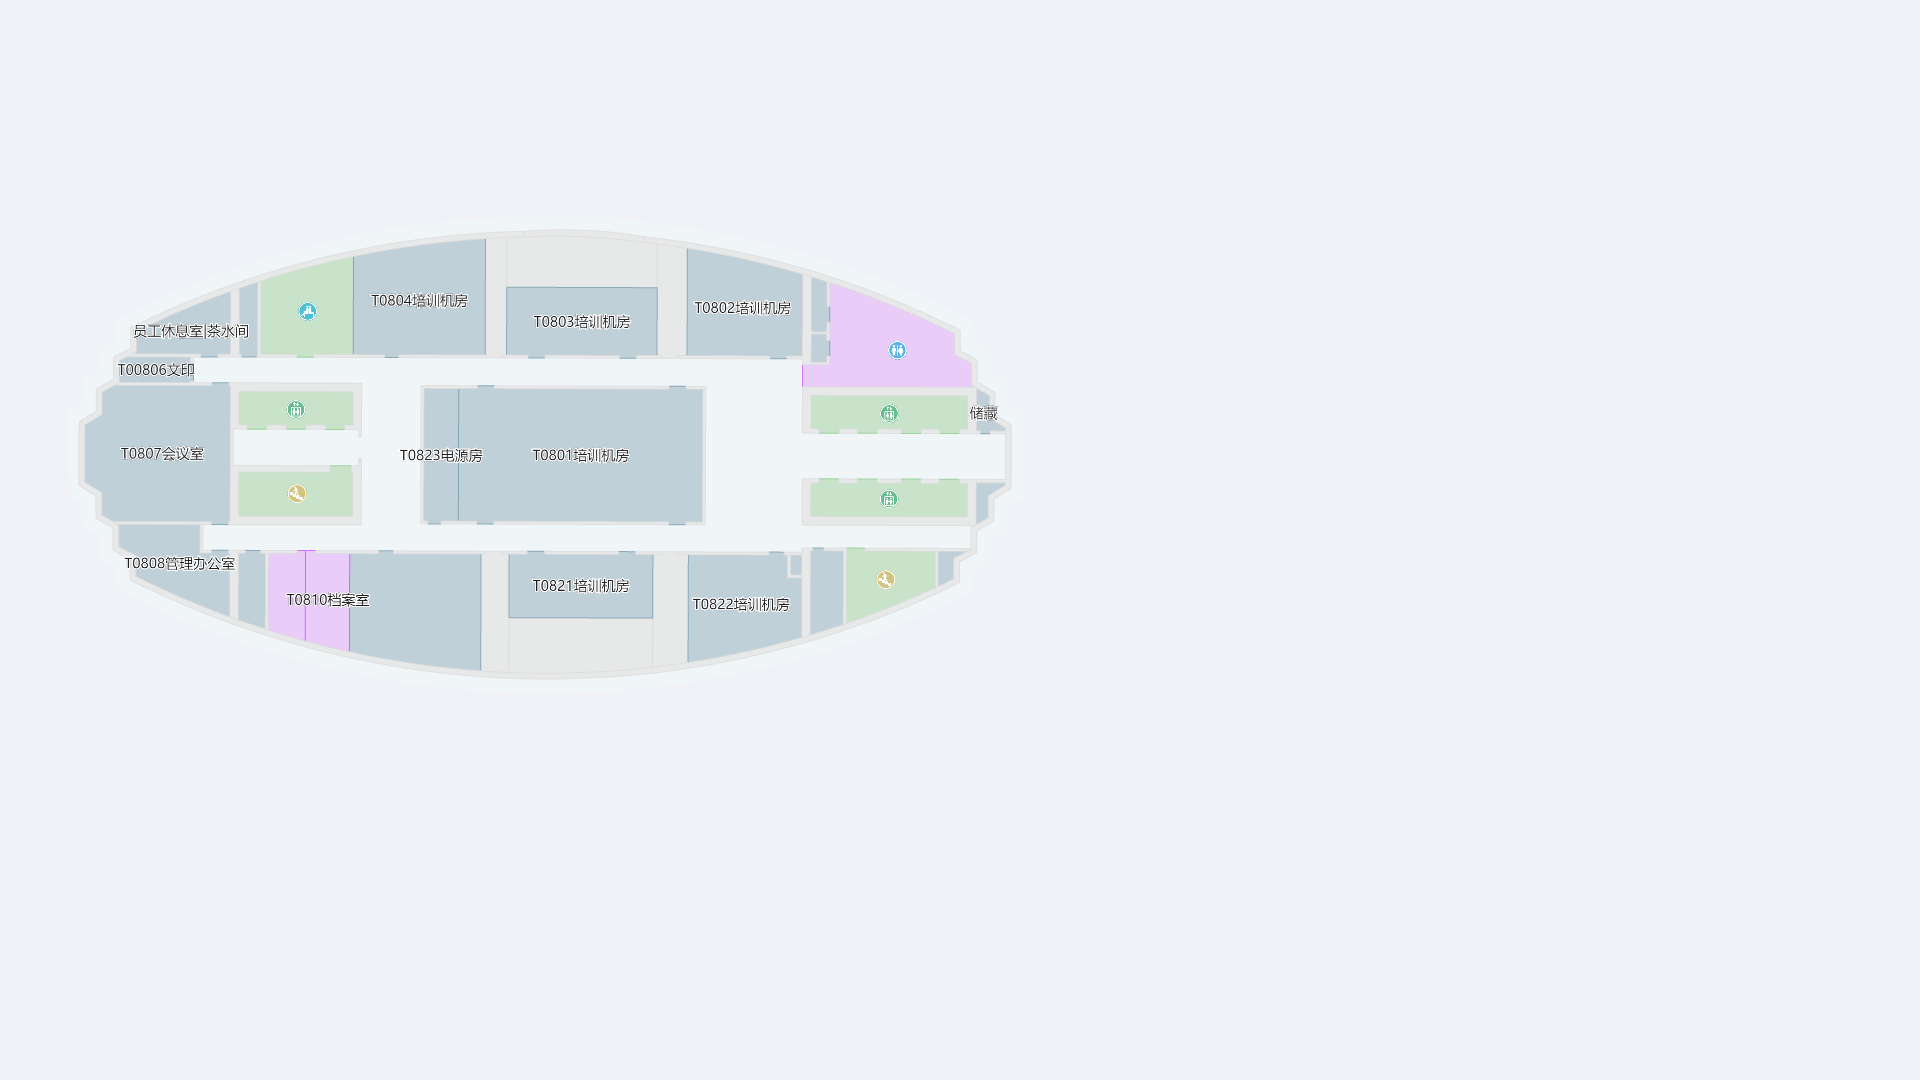 T0804培训机房
T0802培训机房
T0803培训机房
员工休息室|茶水间
T00806文印
储藏
T0807会议室
T0823电源房
T0801培训机房
T0808管理办公室
T0821培训机房
T0810档案室
T0822培训机房